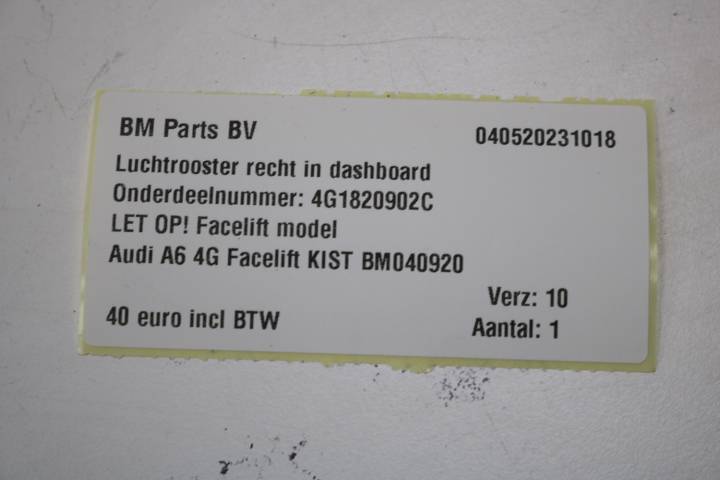 BM Parts BV 040520231018
Luchtrooster recht in dashboard
Onderdeelnummer: 4G1820902C
LET OP! Facelift model
Audi A6 4G Facelift KIST BM040920
Verz: 10
40 euro incl BTW Aantal: 1